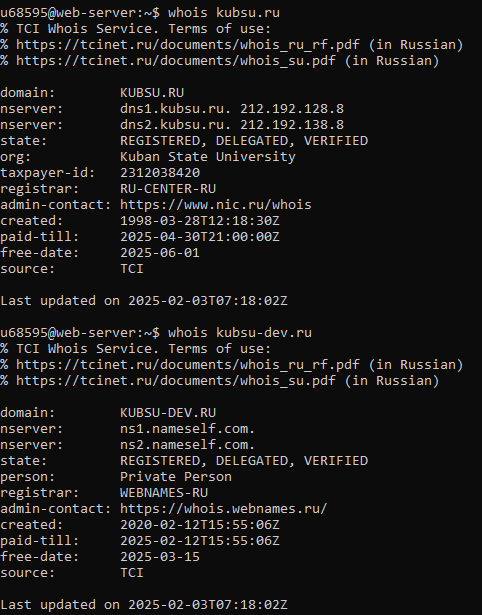 u68595@web-server:~$ whois kubsu.ru
% TCI Whois Service. Terms of use:
% https://tcinet.ru/documents/whois_ru_rf.pdf (in Russian)
% https://tcinet.ru/documents/whois_su.pdf (in Russian)

domain:        KUBSU.RU
nserver:       dns1.kubsu.ru. 212.192.128.8
nserver:       dns2.kubsu.ru. 212.192.138.8
state:         REGISTERED, DELEGATED, VERIFIED
org:           Kuban State University
taxpayer-id:   2312038420
registrar:     RU-CENTER-RU
admin-contact: https://www.nic.ru/whois
created:       1998-03-28T12:18:30Z
paid-till:     2025-04-30T21:00:00Z
free-date:     2025-06-01
source:        TCI

Last updated on 2025-02-03T07:18:02Z

u68595@web-server:~$ whois kubsu-dev.ru
% TCI Whois Service. Terms of use:
% https://tcinet.ru/documents/whois_ru_rf.pdf (in Russian)
% https://tcinet.ru/documents/whois_su.pdf (in Russian)

domain:        KUBSU-DEV.RU
nserver:       ns1.nameself.com.
nserver:       ns2.nameself.com.
state:         REGISTERED, DELEGATED, VERIFIED
person:        Private Person
registrar:     WEBNAMES-RU
admin-contact: https://whois.webnames.ru/
created:       2020-02-12T15:55:06Z
paid-till:     2025-02-12T15:55:06Z
free-date:     2025-03-15
source:        TCI

Last updated on 2025-02-03T07:18:02Z